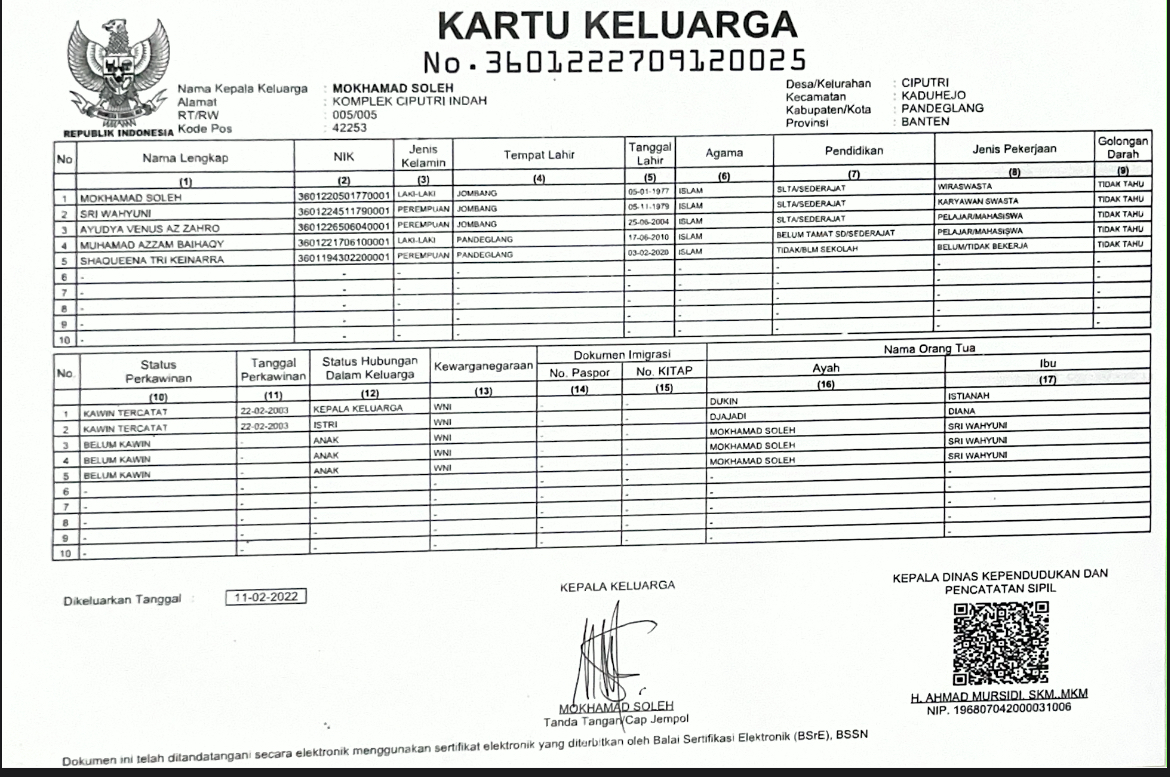 KARTU KELUARGA
No. 3601222709120025
REPUBLIK INDONESIA
Nama Kepala Keluarga : MOKHAMAD SOLEH
Alamat : KOMPLEK CIPUTRI INDAH
RT/RW : 005/005
Kode Pos : 42253
Desa/Kelurahan : CIPUTRI
Kecamatan : KADUHEJO
Kabupaten/Kota : PANDEGLANG
Provinsi : BANTEN
No Nama Lengkap NIK Jenis Kelamin Tempat Lahir Tanggal Lahir Agama Pendidikan Jenis Pekerjaan Golongan Darah
(1) (2) (3) (4) (5) (6) (7) (8) (9)
1 MOKHAMAD SOLEH 3601220501770001 LAKI-LAKI JOMBANG 05-01-1977 ISLAM SLTA/SEDERAJAT WIRASWASTA TIDAK TAHU
2 SRI WAHYUNI 3601224511790001 PEREMPUAN JOMBANG 05-11-1979 ISLAM SLTA/SEDERAJAT KARYAWAN SWASTA TIDAK TAHU
3 AYUDYA VENUS AZ ZAHRO 3601226506040001 PEREMPUAN JOMBANG 25-06-2004 ISLAM SLTA/SEDERAJAT PELAJAR/MAHASISWA TIDAK TAHU
4 MUHAMAD AZZAM BAIHAQY 3601221706100001 LAKI-LAKI PANDEGLANG 17-06-2010 ISLAM BELUM TAMAT SD/SEDERAJAT PELAJAR/MAHASISWA TIDAK TAHU
5 SHAQUEENA TRI KEINARRA 3601194302200001 PEREMPUAN PANDEGLANG 03-02-2020 ISLAM TIDAK/BLM SEKOLAH BELUM/TIDAK BEKERJA TIDAK TAHU
6 - - - - - - - - -
7 - - - - - - - - -
8 - - - - - - - - -
9 - - - - - - - - -
10 - - - - - - - - -
No. Status Perkawinan Tanggal Perkawinan Status Hubungan Dalam Keluarga Kewarganegaraan Dokumen Imigrasi Nama Orang Tua
No. Paspor No. KITAP Ayah Ibu
(10) (11) (12) (13) (14) (15) (16) (17)
1 KAWIN TERCATAT 22-02-2003 KEPALA KELUARGA WNI - - DUKIN ISTIANAH
2 KAWIN TERCATAT 22-02-2003 ISTRI WNI - - DJAJADI DIANA
3 BELUM KAWIN - ANAK WNI - - MOKHAMAD SOLEH SRI WAHYUNI
4 BELUM KAWIN - ANAK WNI - - MOKHAMAD SOLEH SRI WAHYUNI
5 BELUM KAWIN - ANAK WNI - - MOKHAMAD SOLEH SRI WAHYUNI
6 - - - - - - - -
7 - - - - - - - -
8 - - - - - - - -
9 - - - - - - - -
10 - - - - - - - -
Dikeluarkan Tanggal : 11-02-2022
KEPALA KELUARGA
MOKHAMAD SOLEH
Tanda Tangan/Cap Jempol
KEPALA DINAS KEPENDUDUKAN DAN
PENCATATAN SIPIL
H. AHMAD MURSIDI, SKM.,MKM
NIP. 196807042000031006
Dokumen ini telah ditandatangani secara elektronik menggunakan sertifikat elektronik yang diterbitkan oleh Balai Sertifikasi Elektronik (BSrE), BSSN